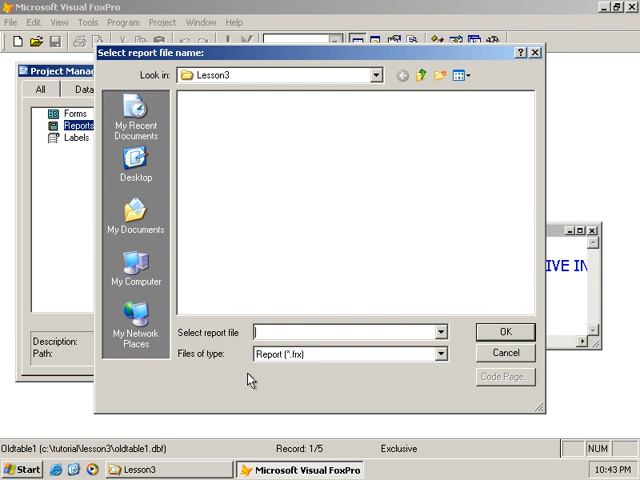 Microsoft Visual FoxPro
File Edit View Tools Program Project Window Help
Select report file name:
Look in: Lesson3
Project Manag
All Data
Forms
Reports
Labels
My Recent
Documents
Desktop
My Documents
My Computer
My Network
Places
IVE IN
Select report file
OK
Files of type: Report (*.frx)
Cancel
Code Page...
Description:
Path:
Oldtable1 (c:\tutorial\lesson3\oldtable1.dbf) Record: 1/5 Exclusive NUM
Start Lesson3 Microsoft Visual FoxPro 10:43 PM